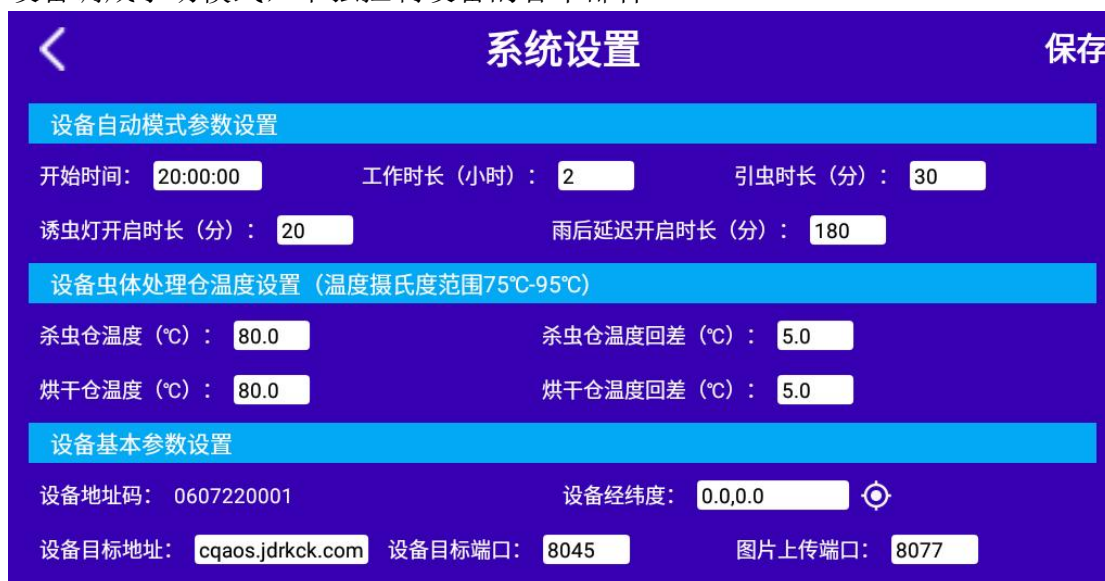 系统设置 保存
设备自动模式参数设置
开始时间： 20:00:00 工作时长（小时）： 2 引虫时长（分）： 30
诱虫灯开启时长（分）： 20 雨后延迟开启时长（分）： 180
设备虫体处理仓温度设置（温度摄氏度范围75℃-95℃）
杀虫仓温度（℃）： 80.0 杀虫仓温度回差（℃）： 5.0
烘干仓温度（℃）： 80.0 烘干仓温度回差（℃）： 5.0
设备基本参数设置
设备地址码： 0607220001 设备经纬度： 0.0,0.0
设备目标地址： cqaos.jdrkck.com 设备目标端口： 8045 图片上传端口： 8077